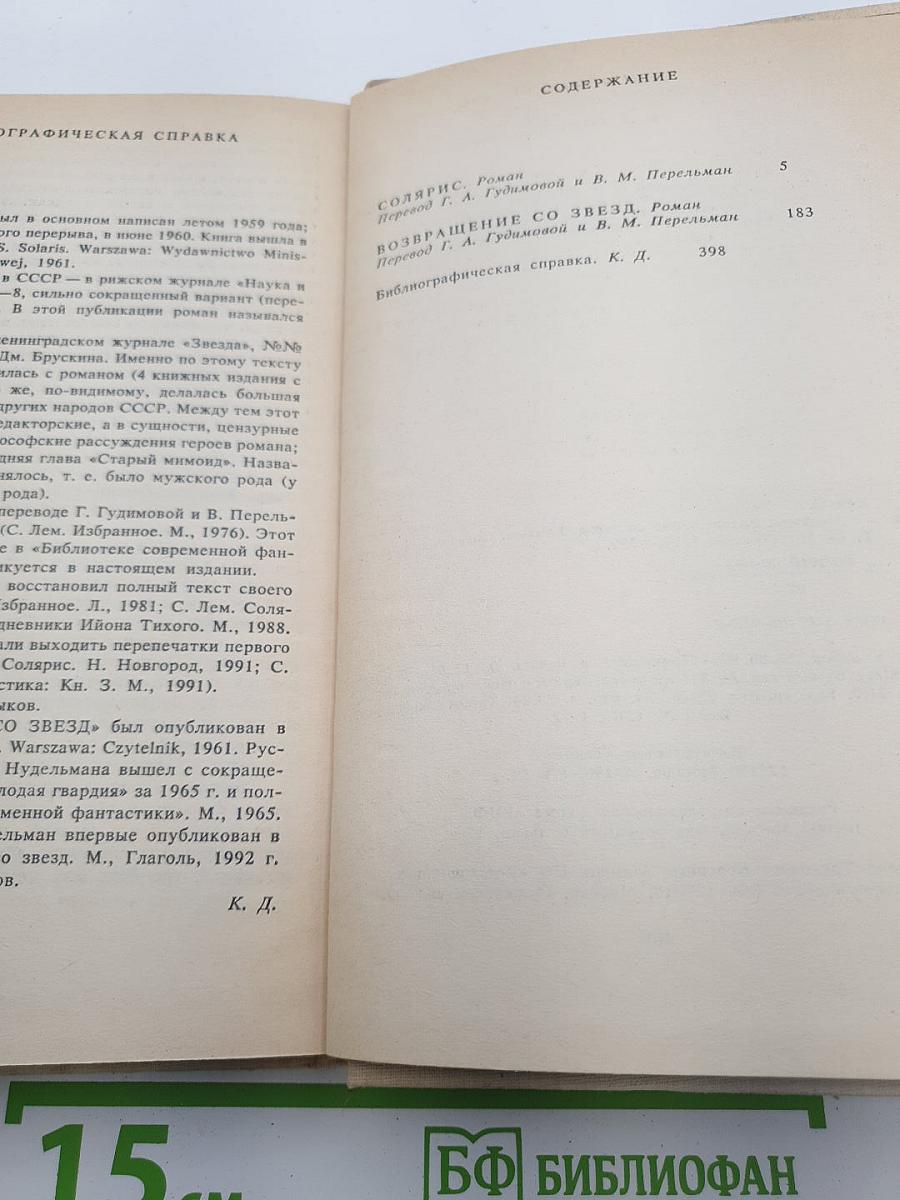 ОГРАФИЧЕСКАЯ СПРАВКА
был в основном написан летом 1959 года;
ого перерыва, в июне 1960. Книга вышла в
S. Solaris. Warszawa: Wydawnictwo Minis-
wej, 1961.
в СССР — в рижском журнале «Наука и
—8, сильно сокращенный вариант (пере-
. В этой публикации роман назывался
енинградском журнале «Звезда», №№
Дм. Брускина. Именно по этому тексту
илась с романом (4 книжных издания с
о же, по-видимому, делалась большая
других народов СССР. Между тем этот
едакторские, а в сущности, цензурные
ософские рассуждения героев романа;
дняя глава «Старый мимоид». Назва-
нялось, т. е. было мужского рода (у
рода).
переводе Г. Гудимовой и В. Перель-
(С. Лем. Избранное. М., 1976). Этот
е в «Библиотеке современной фан-
икуется в настоящем издании.
восстановил полный текст своего
Избранное. Л., 1981; С. Лем. Соля-
дневники Ийона Тихого. М., 1988.
али выходить перепечатки первого
Солярис. Н. Новгород, 1991; С.
стика: Кн. 3. М., 1991).
ыков.
СО ЗВЕЗД» был опубликован в
. Warszawa: Czytelnik, 1961. Рус-
Нудельмана вышел с сокраще-
лодая гвардия» за 1965 г. и пол-
менной фантастики». М., 1965.
ельман впервые опубликован в
о звезд. М., Глаголь, 1992 г.
ов.
К. Д.
СОДЕРЖАНИЕ
СОЛЯРИС. Роман
Перевод Г. А. Гудимовой и В. М. Перельман 5
ВОЗВРАЩЕНИЕ СО ЗВЕЗД. Роман
Перевод Г. А. Гудимовой и В. М. Перельман 183
Библиографическая справка. К. Д. 398
15 см
БФ БИБЛИОФАН